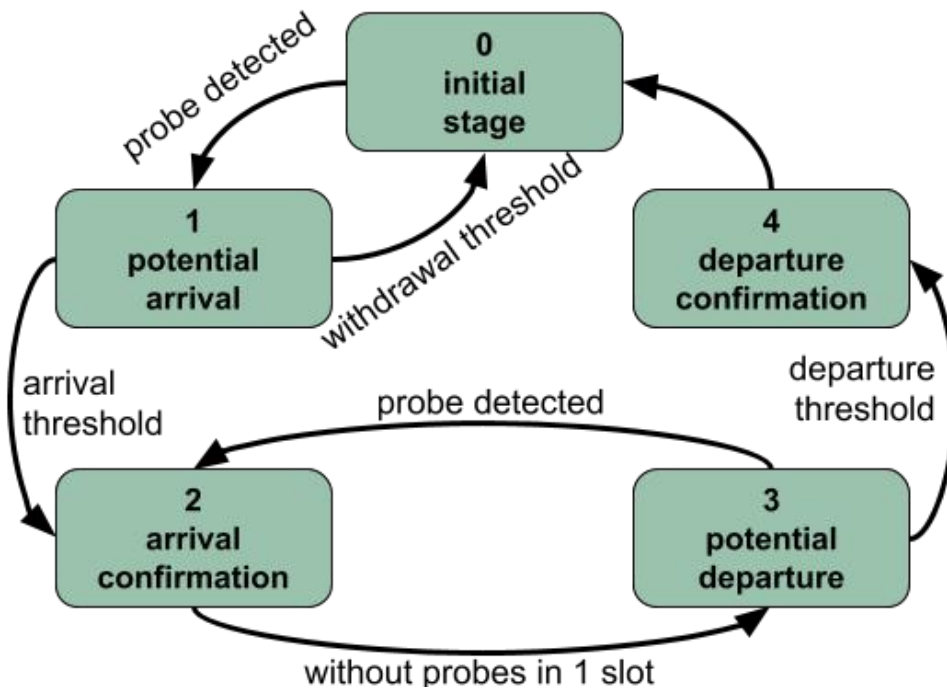 0
initial
stage
probe detected
withdrawal threshold
1
potential
arrival
4
departure
confirmation
arrival
threshold
departure
threshold
probe detected
2
arrival
confirmation
3
potential
departure
without probes in 1 slot